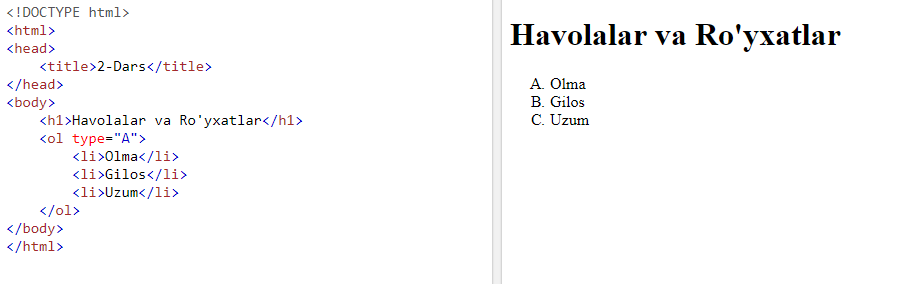 <!DOCTYPE html>
<html>
<head>
    <title>2-Dars</title>
</head>
<body>
    <h1>Havolalar va Ro'yxatlar</h1>
    <ol type="A">
        <li>Olma</li>
        <li>Gilos</li>
        <li>Uzum</li>
    </ol>
</body>
</html>
Havolalar va Ro'yxatlar
A. Olma
B. Gilos
C. Uzum